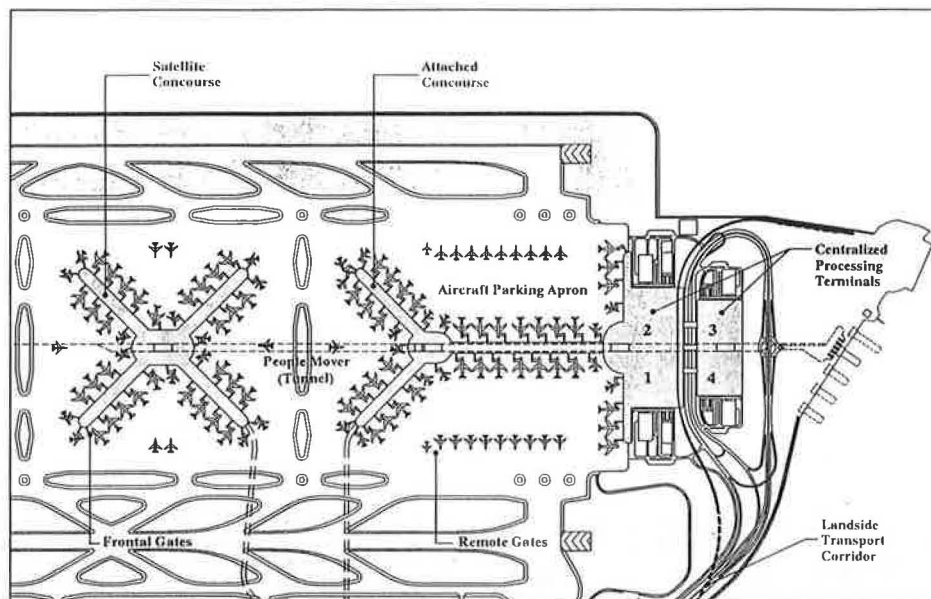 Satellite
Concourse
Attached
Concourse
Centralized
Processing
Terminals
Aircraft Parking Apron
2
3
People Mover
(Tunnel)
1
4
Landside
Transport
Corridor
Frontal Gates
Remote Gates